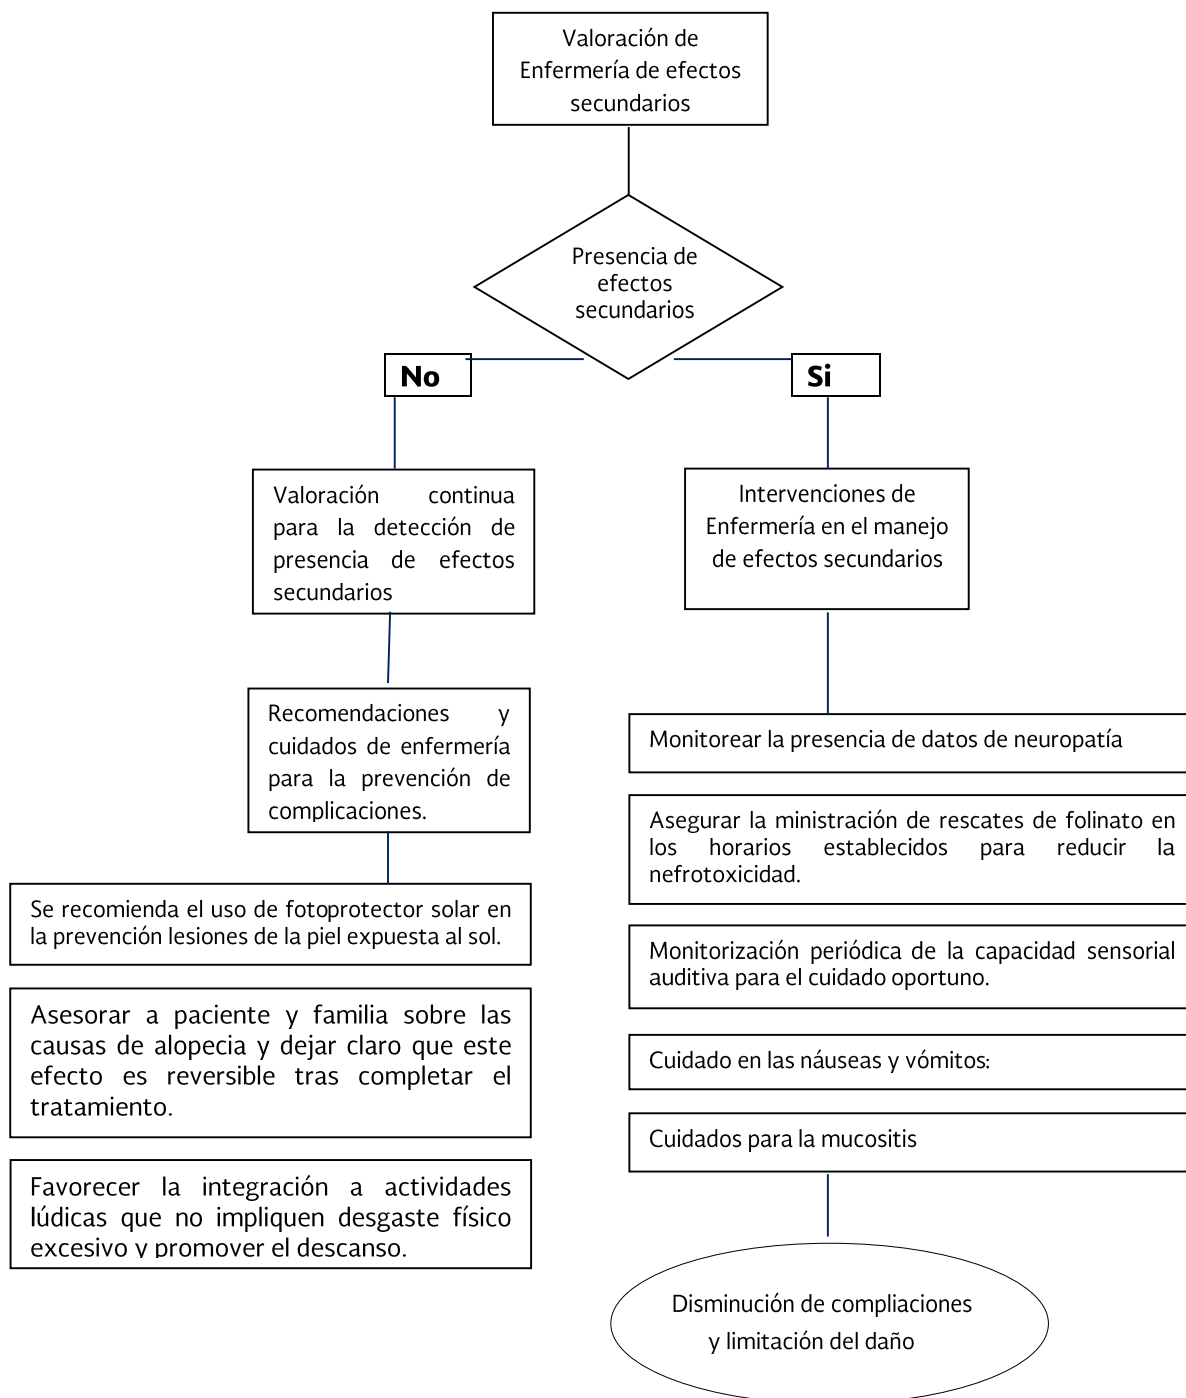 Valoración de
Enfermería de efectos
secundarios
Presencia de
efectos
secundarios
No
Si
Valoración continua
para la detección de
presencia de efectos
secundarios
Intervenciones de
Enfermería en el manejo
de efectos secundarios
Recomendaciones y
cuidados de enfermería
para la prevención de
complicaciones.
Se recomienda el uso de fotoprotector solar en
la prevención lesiones de la piel expuesta al sol.
Asesorar a paciente y familia sobre las
causas de alopecia y dejar claro que este
efecto es reversible tras completar el
tratamiento.
Favorecer la integración a actividades
lúdicas que no impliquen desgaste físico
excesivo y promover el descanso.
Monitorear la presencia de datos de neuropatía
Asegurar la ministración de rescates de folinato en
los horarios establecidos para reducir la
nefrotoxicidad.
Monitorización periódica de la capacidad sensorial
auditiva para el cuidado oportuno.
Cuidado en las náuseas y vómitos:
Cuidados para la mucositis
Disminución de compliaciones
y limitación del daño